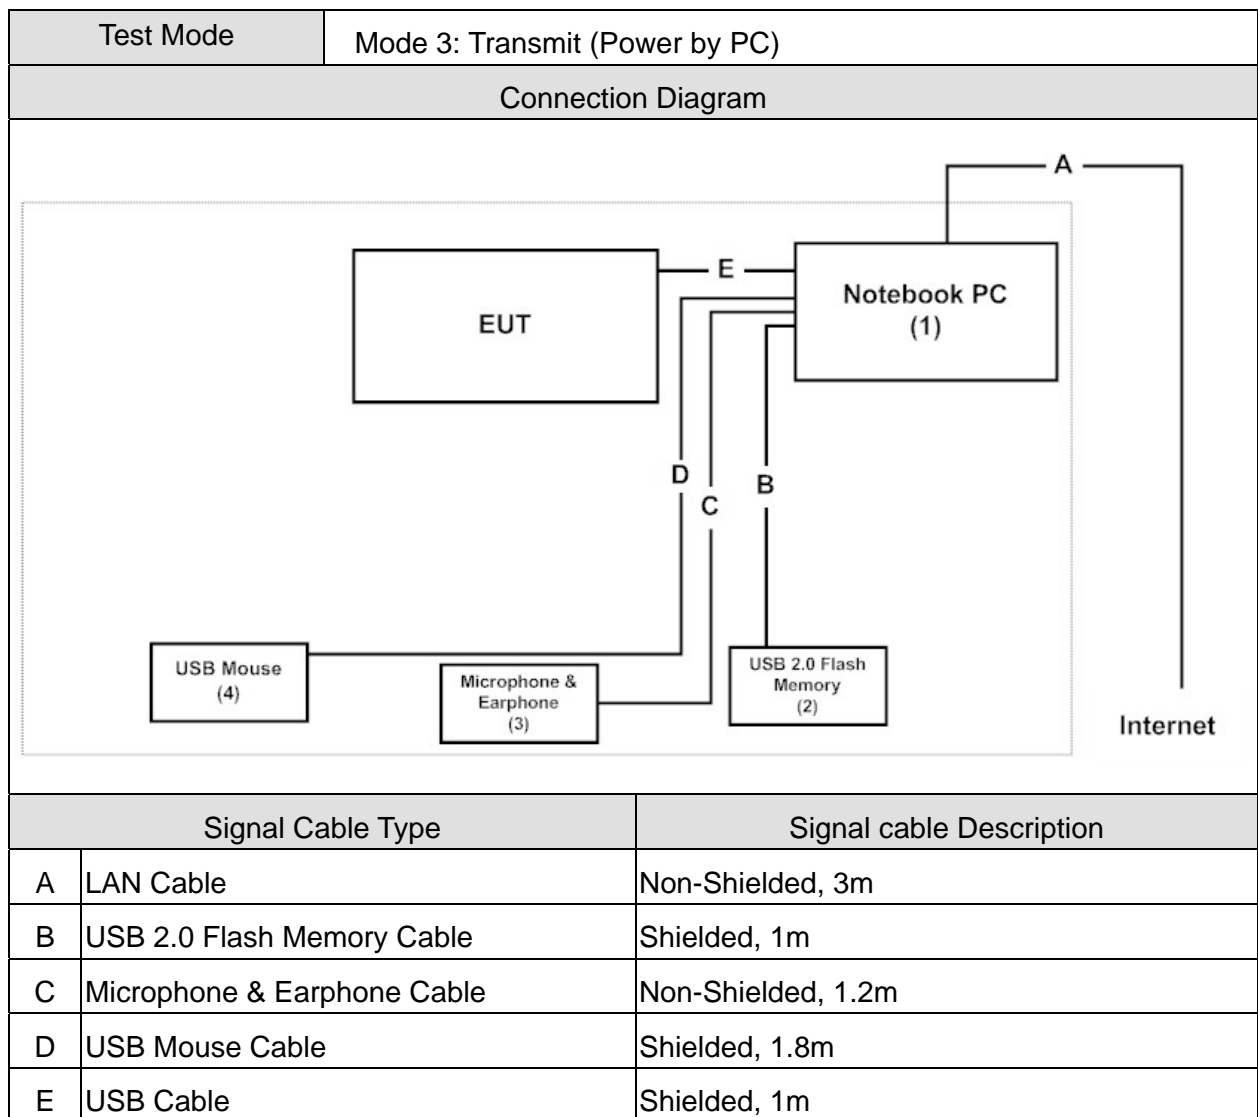 Test Mode
Mode 3: Transmit (Power by PC)
Connection Diagram
A
E
Notebook PC
(1)
EUT
D
C
B
USB Mouse
(4)
Microphone &
Earphone
(3)
USB 2.0 Flash
Memory
(2)
Internet
Signal Cable Type
Signal cable Description
A LAN Cable Non-Shielded, 3m
B USB 2.0 Flash Memory Cable Shielded, 1m
C Microphone & Earphone Cable Non-Shielded, 1.2m
D USB Mouse Cable Shielded, 1.8m
E USB Cable Shielded, 1m